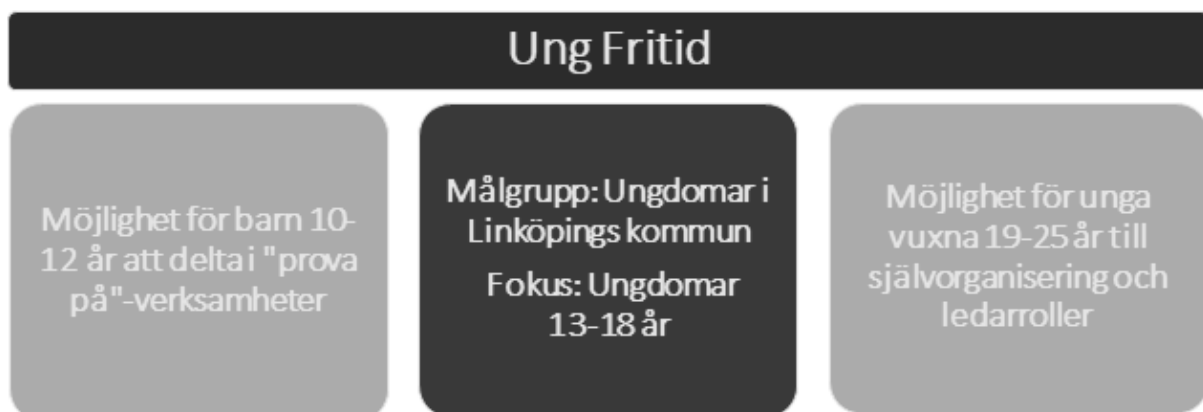 Ung Fritid
Möjlighet för barn 10-
12 år att delta i "prova
på"-verksamheter
Målgrupp: Ungdomar i
Linköpings kommun
Fokus: Ungdomar
13-18 år
Möjlighet för unga
vuxna 19-25 år till
självorganisering och
ledarroller